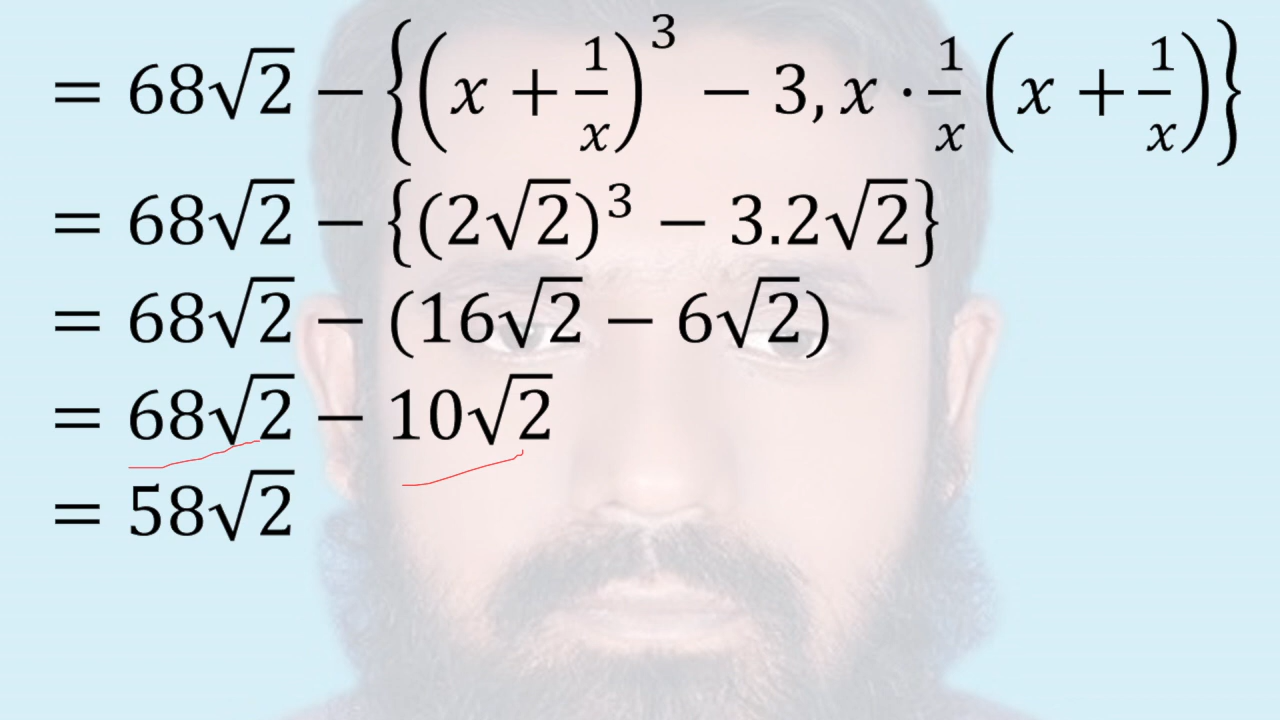 = 68√2 − {(x + 1/x)³ − 3, x · 1/x (x + 1/x)}
= 68√2 − {(2√2)³ − 3.2√2}
= 68√2 − (16√2 − 6√2)
= 68√2 − 10√2
= 58√2